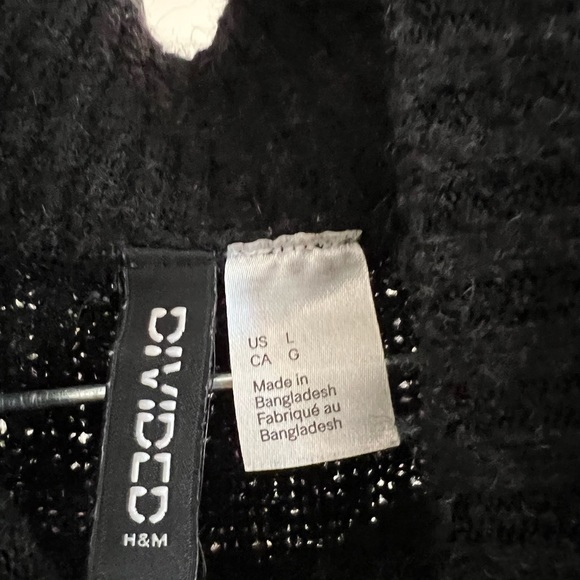 DIVIDED
H&M
US L
CA G
Made in
Bangladesh
Fabriqué au
Bangladesh